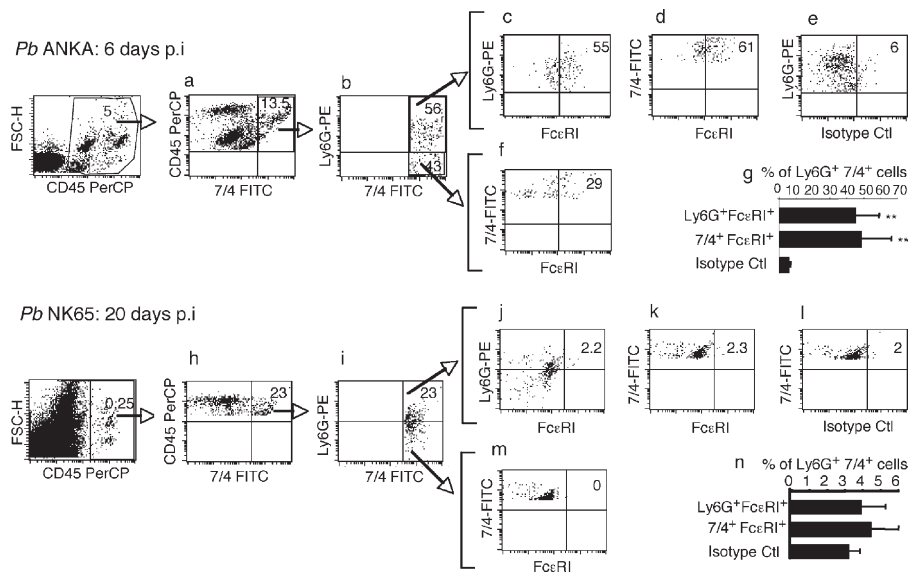 Pb ANKA: 6 days p.i
FSC-H
5
CD45 PerCP
a
CD45 PerCP
13.5
7/4 FITC
b
Ly6G-PE
56
43
7/4 FITC
c
Ly6G-PE
55
FcεRI
d
7/4-FITC
61
FcεRI
e
Ly6G-PE
6
Isotype Ctl
f
7/4-FITC
29
FcεRI
g
% of Ly6G+ 7/4+ cells
0 10 20 30 40 50 60 70
Ly6G+FcεRI+
**
7/4+ FcεRI+
**
Isotype Ctl
Pb NK65: 20 days p.i
FSC-H
0.25
CD45 PerCP
h
CD45 PerCP
23
7/4 FITC
i
Ly6G-PE
23
7/4 FITC
j
Ly6G-PE
2.2
FcεRI
k
7/4-FITC
2.3
FcεRI
l
7/4-FITC
2
Isotype Ctl
m
7/4-FITC
0
FcεRI
n
% of Ly6G+ 7/4+ cells
0 1 2 3 4 5 6
Ly6G+FcεRI+
7/4+ FcεRI+
Isotype Ctl